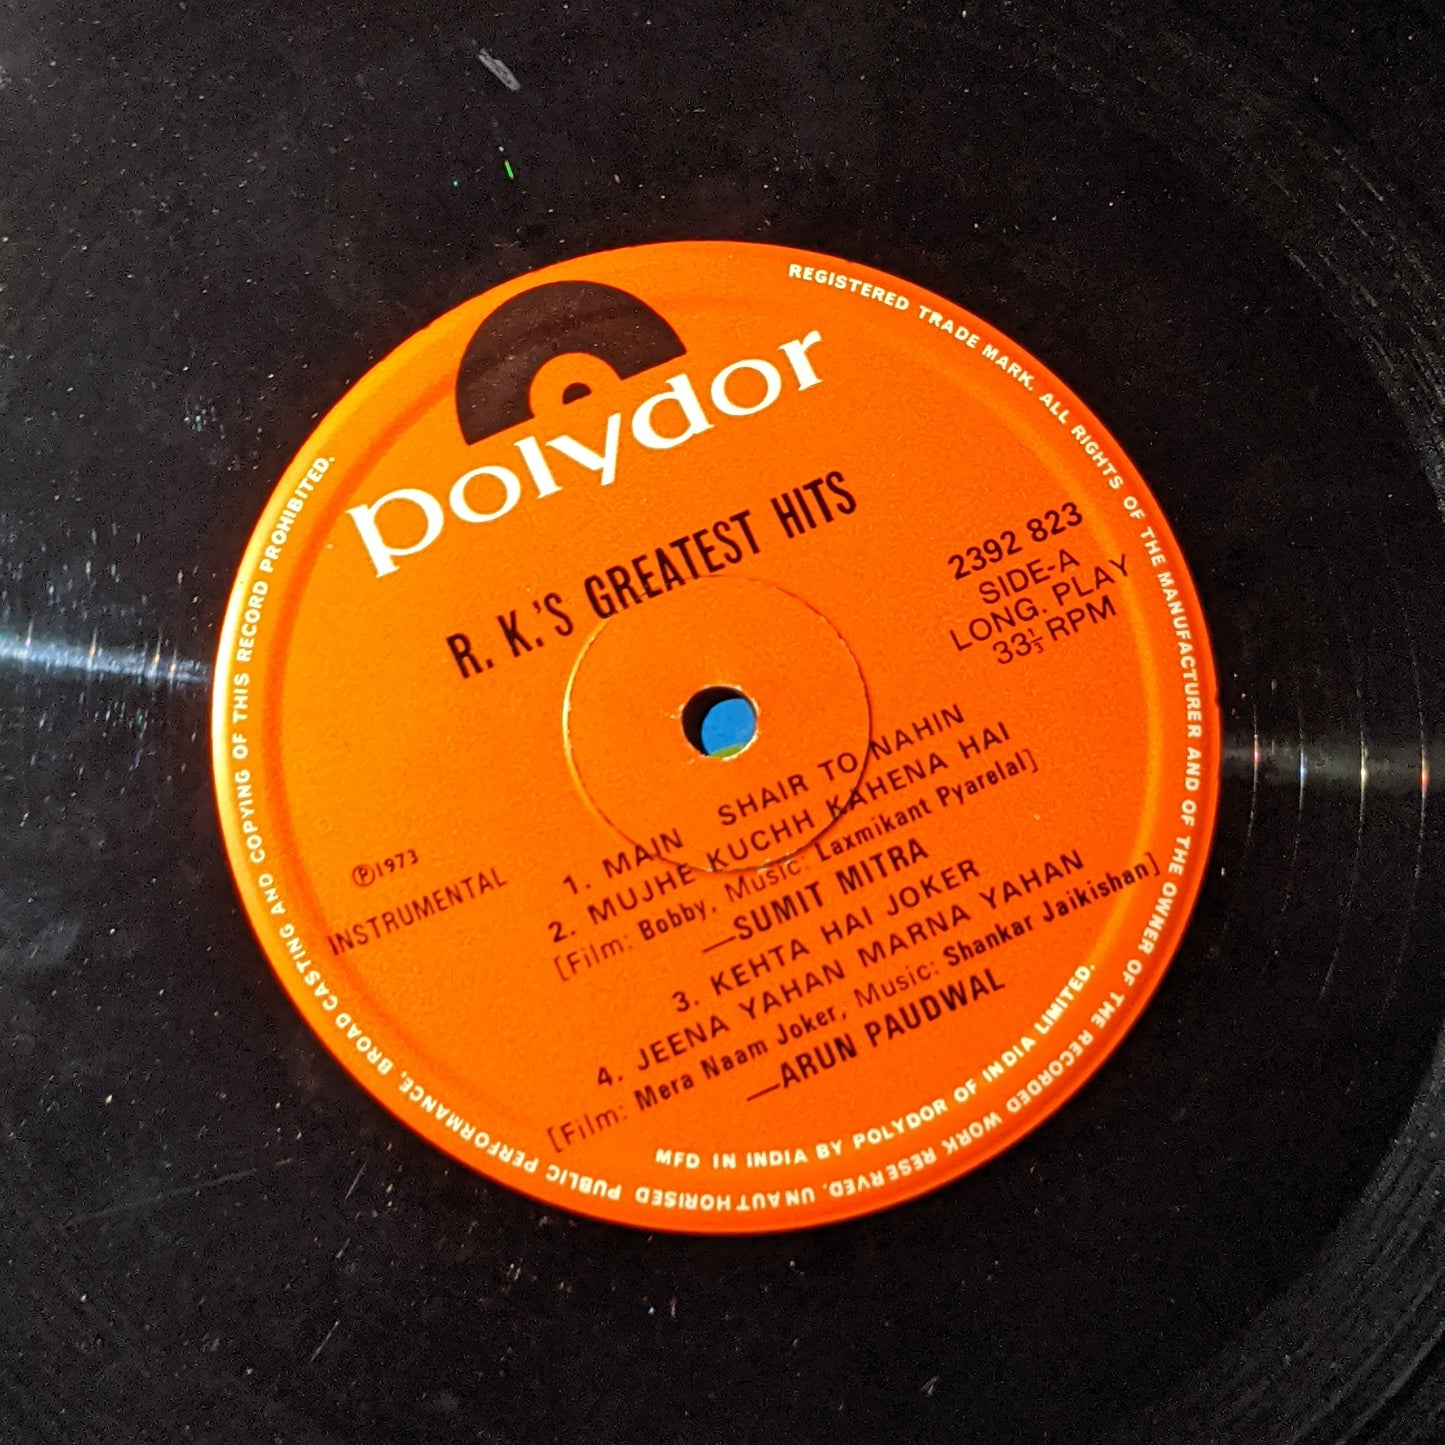 polydor
R. K.'S GREATEST HITS
2392 823
SIDE-A
LONG. PLAY
33⅓ RPM
℗1973
INSTRUMENTAL
1. MAIN SHAIR TO NAHIN
2. MUJHE KUCHH KAHENA HAI
[Film: Bobby, Music: Laxmikant Pyarelal]
—SUMIT MITRA
3. KEHTA HAI JOKER
4. JEENA YAHAN MARNA YAHAN
[Film: Mera Naam Joker, Music: Shankar Jaikishan]
—ARUN PAUDWAL
MFD IN INDIA BY POLYDOR OF INDIA LIMITED.
REGISTERED TRADE MARK. ALL RIGHTS OF THE MANUFACTURER AND OF THE OWNER OF THE RECORDED WORK RESERVED. UNAUTHORISED PUBLIC PERFORMANCE, BROADCASTING AND COPYING OF THIS RECORD PROHIBITED.